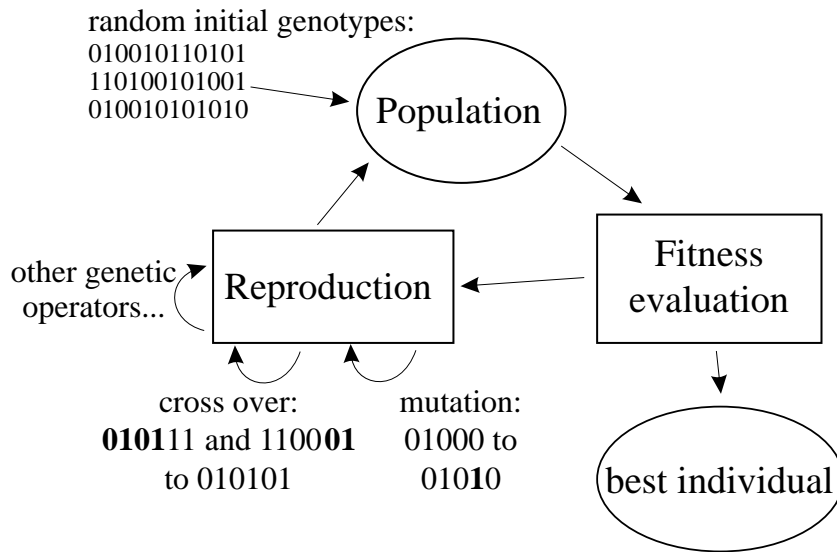 random initial genotypes:
010010110101
110100101001
010010101010
Population
other genetic
operators...
Reproduction
Fitness
evaluation
cross over:
010111 and 110001
to 010101
mutation:
01000 to
01010
best individual